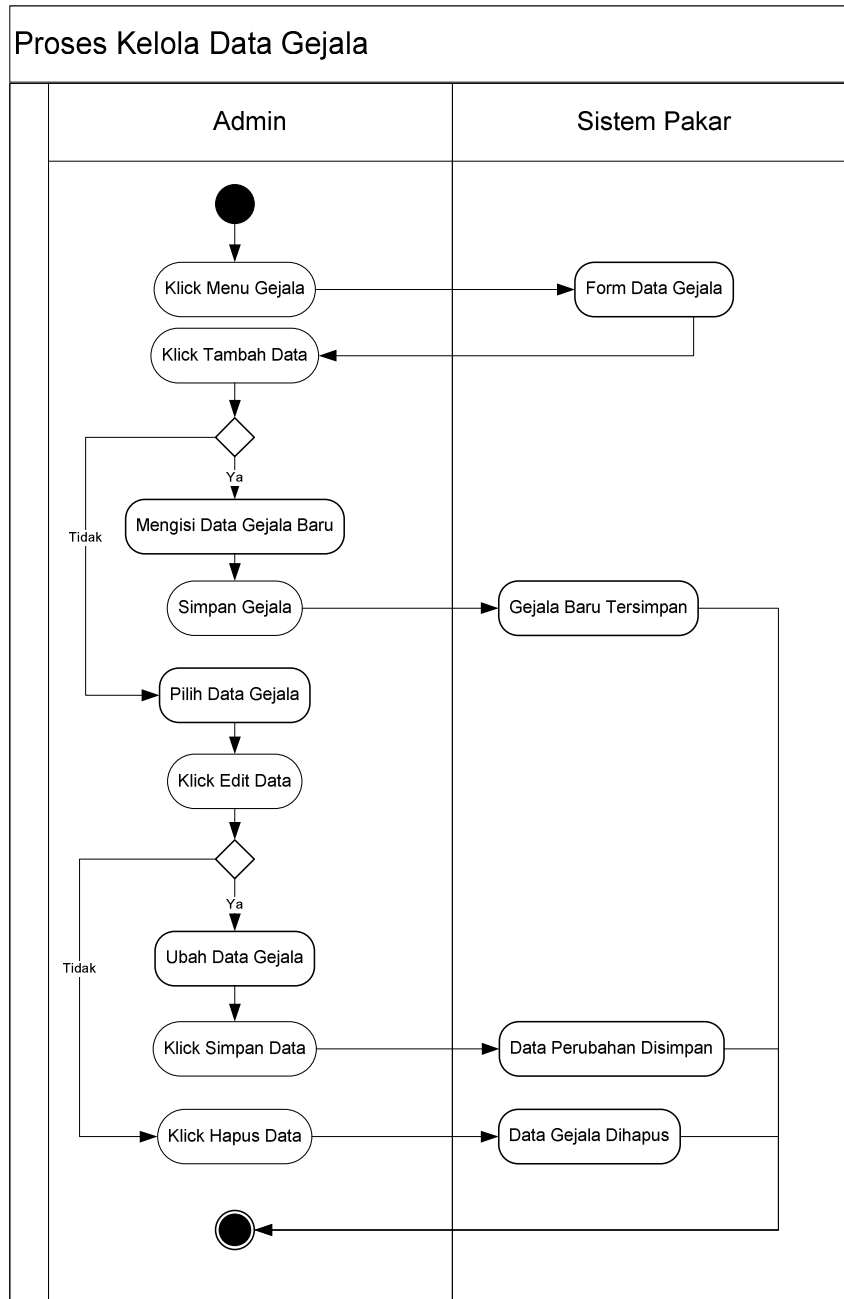 Proses Kelola Data Gejala
Admin
Sistem Pakar
Klick Menu Gejala
Form Data Gejala
Klick Tambah Data
Ya
Mengisi Data Gejala Baru
Tidak
Simpan Gejala
Gejala Baru Tersimpan
Pilih Data Gejala
Klick Edit Data
Ya
Ubah Data Gejala
Tidak
Klick Simpan Data
Data Perubahan Disimpan
Klick Hapus Data
Data Gejala Dihapus